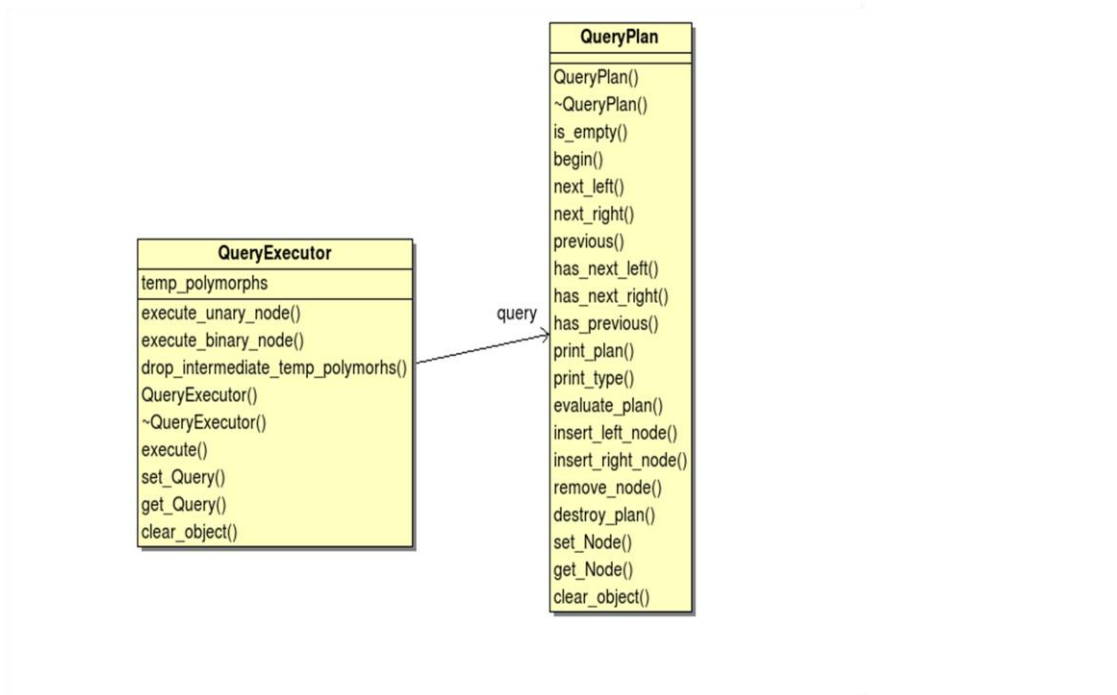 QueryPlan
QueryPlan()
~QueryPlan()
is_empty()
begin()
next_left()
next_right()
previous()
has_next_left()
has_next_right()
has_previous()
print_plan()
print_type()
evaluate_plan()
insert_left_node()
insert_right_node()
remove_node()
destroy_plan()
set_Node()
get_Node()
clear_object()
QueryExecutor
temp_polymorphs
execute_unary_node()
execute_binary_node()
drop_intermediate_temp_polymorhs()
QueryExecutor()
~QueryExecutor()
execute()
set_Query()
get_Query()
clear_object()
query